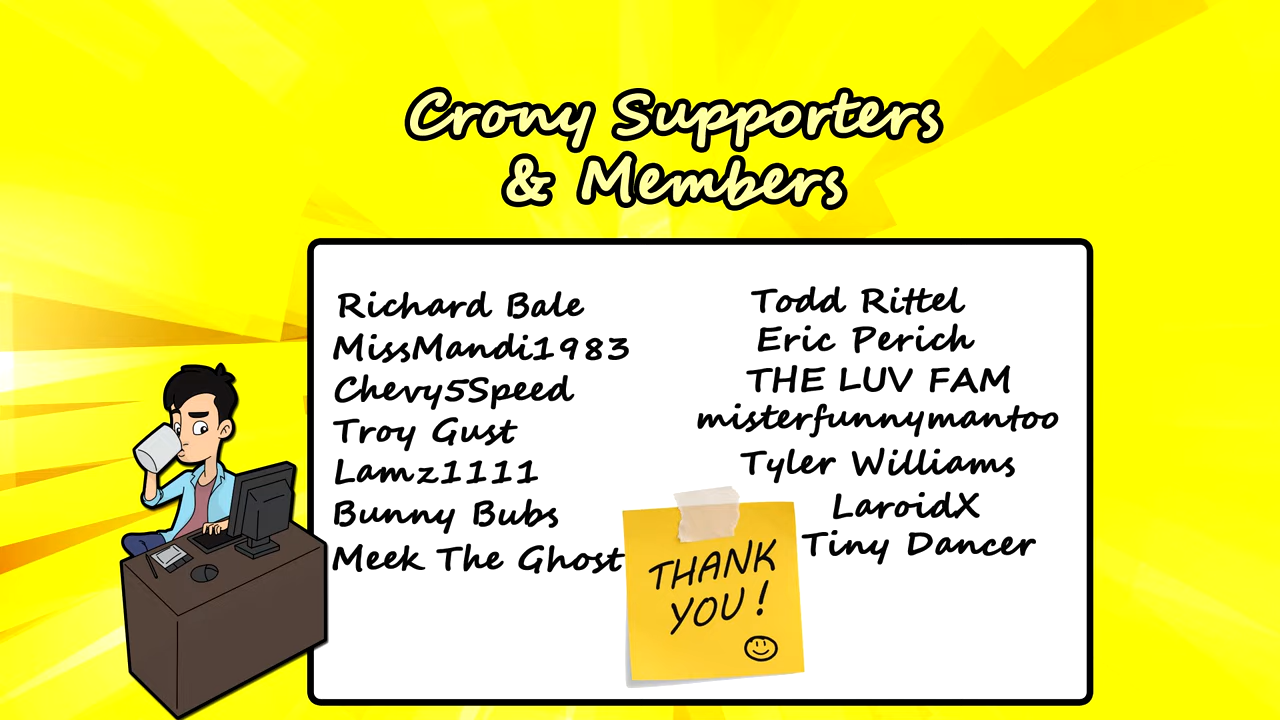 Crony Supporters
& Members
Richard Bale
MissMandi1983
Chevy5Speed
Troy Gust
Lamz1111
Bunny Bubs
Meek The Ghost
Todd Rittel
Eric Perich
THE LUV FAM
misterfunnymantoo
Tyler Williams
LaroidX
Tiny Dancer
THANK
YOU!